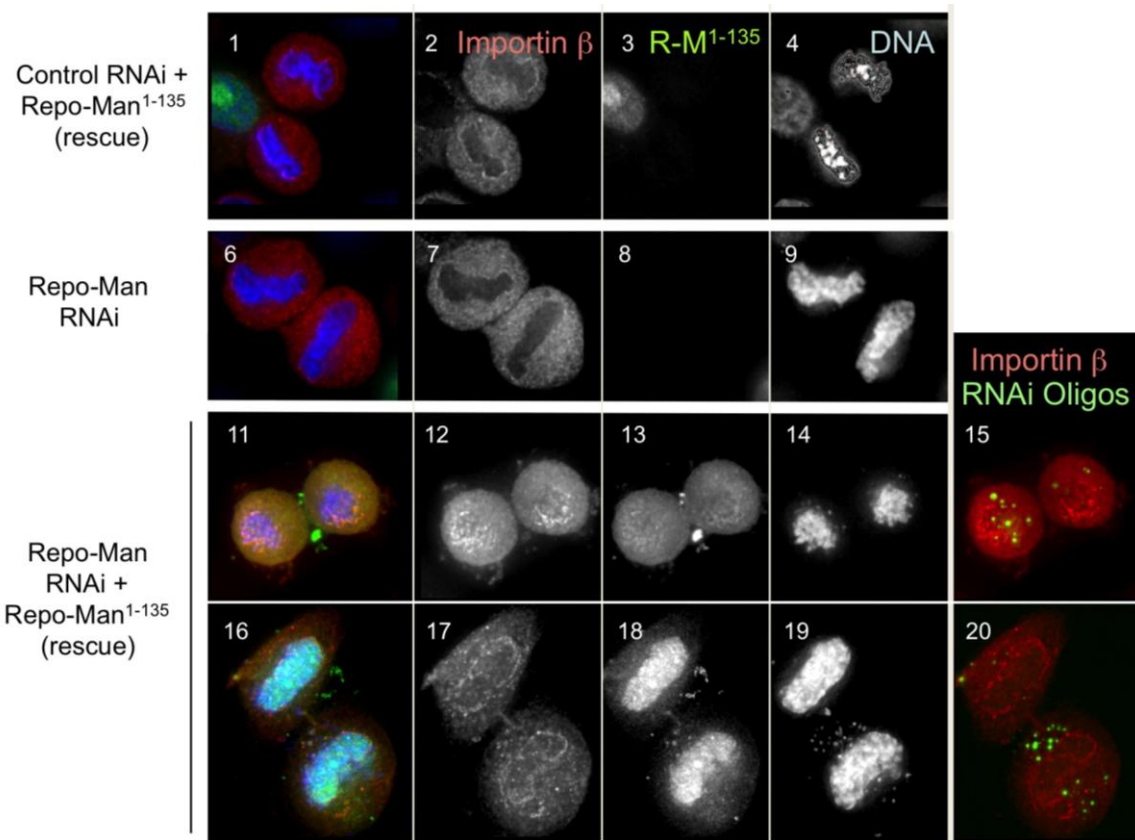 Control RNAi +
Repo-Man1-135
(rescue)
1
2 Importin β
3 R-M1-135
4 DNA
Repo-Man
RNAi
6
7
8
9
Importin β
RNAi Oligos
Repo-Man
RNAi +
Repo-Man1-135
(rescue)
11
12
13
14
15
16
17
18
19
20